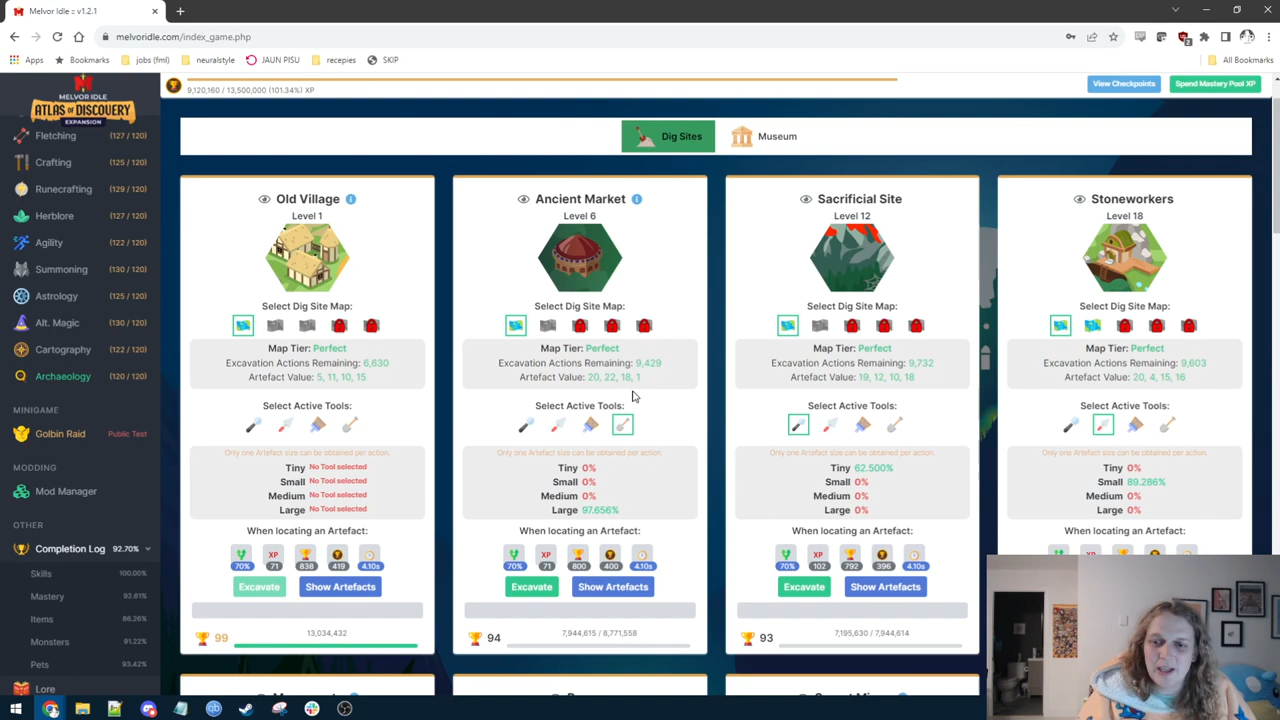 Melvor Idle :: v1.2.1
melvoridle.com/index_game.php
Apps
Bookmarks
jobs (fml)
neuralstyle
JAUN PISU
recepies
SKIP
All Bookmarks
MELVOR IDLE
ATLAS OF DISCOVERY
EXPANSION
9,120,160 / 13,500,000 (101.34%) XP
View Checkpoints
Spend Mastery Pool XP
Fletching (127 / 120)
Crafting (125 / 120)
Runecrafting (129 / 120)
Herblore (127 / 120)
Agility (122 / 120)
Summoning (130 / 120)
Astrology (125 / 120)
Alt. Magic (130 / 120)
Cartography (122 / 120)
Archaeology (120 / 120)
MINIGAME
Golbin Raid Public Test
MODDING
Mod Manager
OTHER
Completion Log 92.70%
Skills 100.00%
Mastery 92.61%
Items 86.26%
Monsters 91.22%
Pets 93.42%
Lore
Dig Sites
Museum
Old Village
Level 1
Select Dig Site Map:
Map Tier: Perfect
Excavation Actions Remaining: 6,630
Artefact Value: 5, 11, 10, 15
Select Active Tools:
Only one Artefact size can be obtained per action.
Tiny No Tool selected
Small No Tool selected
Medium No Tool selected
Large No Tool selected
When locating an Artefact:
XP
70% 71 838 419 4.10s
Excavate
Show Artefacts
99
13,034,432
Ancient Market
Level 6
Select Dig Site Map:
Map Tier: Perfect
Excavation Actions Remaining: 9,429
Artefact Value: 20, 22, 18, 1
Select Active Tools:
Only one Artefact size can be obtained per action.
Tiny 0%
Small 0%
Medium 0%
Large 97.656%
When locating an Artefact:
XP
70% 71 800 400 4.10s
Excavate
Show Artefacts
94
7,944,615 / 8,771,558
Sacrificial Site
Level 12
Select Dig Site Map:
Map Tier: Perfect
Excavation Actions Remaining: 9,732
Artefact Value: 19, 12, 10, 18
Select Active Tools:
Only one Artefact size can be obtained per action.
Tiny 62.500%
Small 0%
Medium 0%
Large 0%
When locating an Artefact:
XP
70% 102 792 396 4.10s
Excavate
Show Artefacts
93
7,195,630 / 7,944,614
Stoneworkers
Level 18
Select Dig Site Map:
Map Tier: Perfect
Excavation Actions Remaining: 9,603
Artefact Value: 20, 4, 15, 16
Select Active Tools:
Only one Artefact size can be obtained per action.
Tiny 0%
Small 89.286%
Medium 0%
Large 0%
When locating an Artefact: